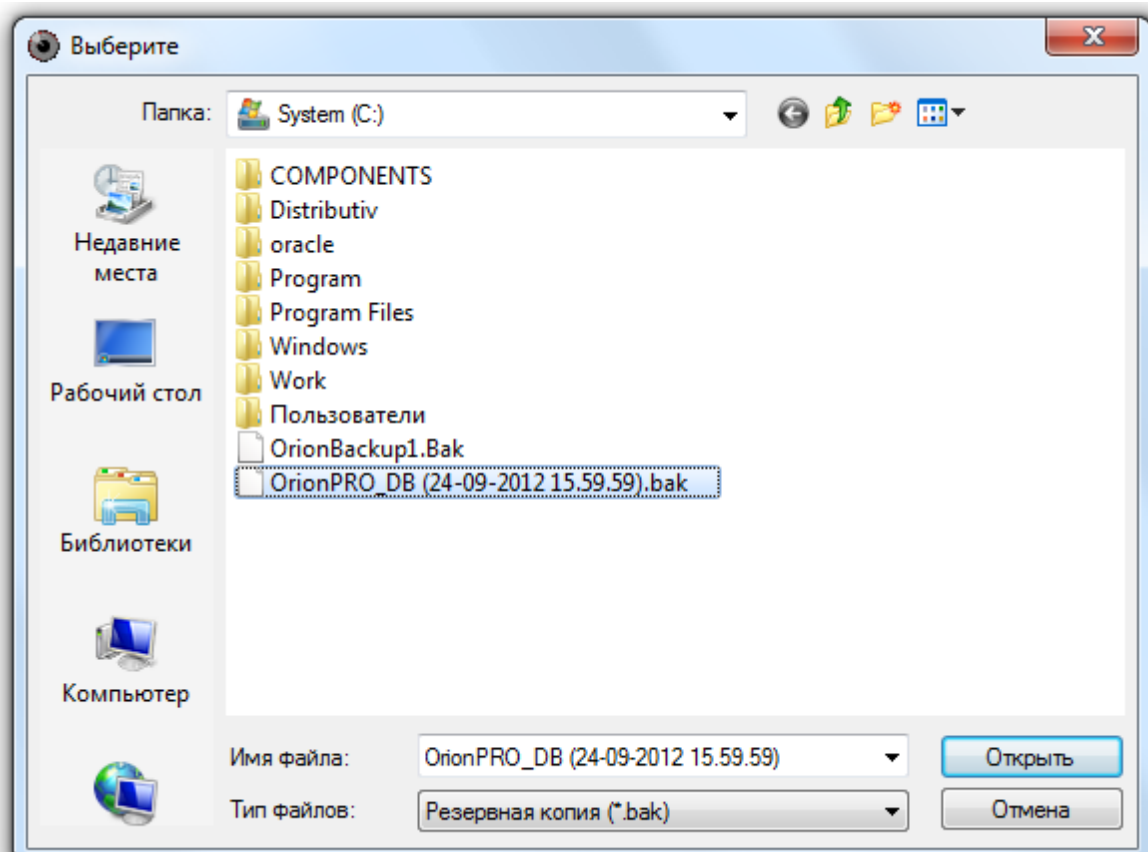 Выберите
Папка:
System (C:)
Недавние
места
Рабочий стол
Библиотеки
Компьютер
COMPONENTS
Distributiv
oracle
Program
Program Files
Windows
Work
Пользователи
OrionBackup1.Bak
OrionPRO_DB (24-09-2012 15.59.59).bak
Имя файла:
OrionPRO_DB (24-09-2012 15.59.59)
Открыть
Тип файлов:
Резервная копия (*.bak)
Отмена